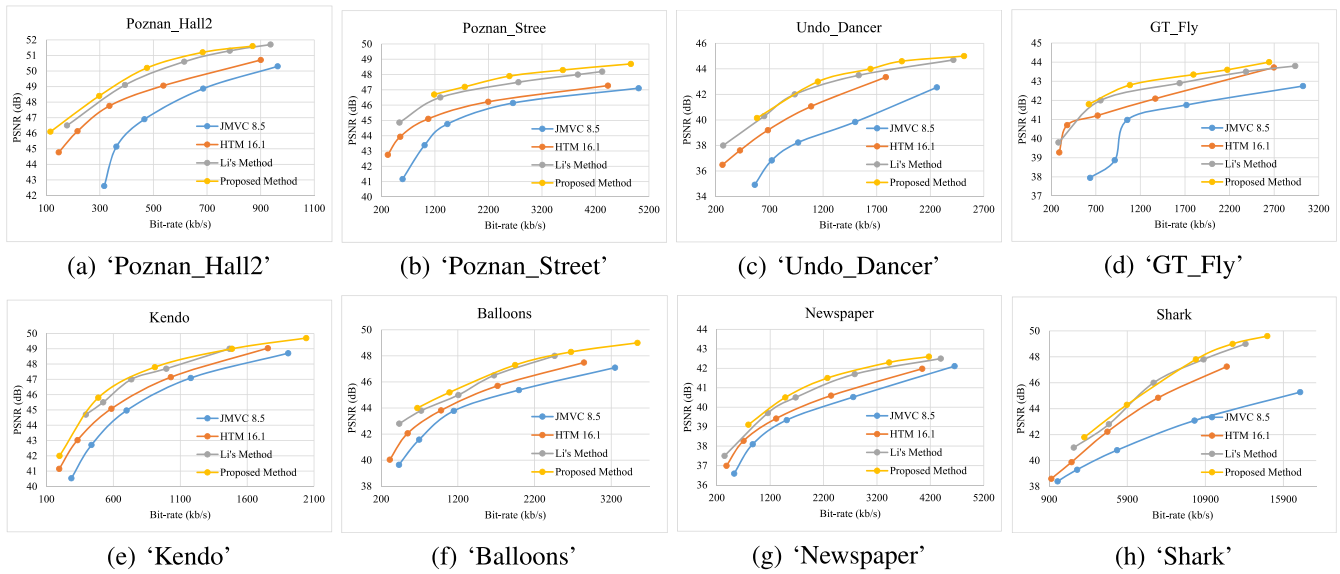 Poznan_Hall2
PSNR (dB)
52
51
50
49
48
47
46
45
44
43
42
JMVC 8.5
HTM 16.1
Li's Method
Proposed Method
100 300 500 700 900 1100
Bit-rate (kb/s)
(a) ‘Poznan_Hall2’
Poznan_Stree
PSNR (dB)
50
49
48
47
46
45
44
43
42
41
40
JMVC 8.5
HTM 16.1
Li's Method
Proposed Method
200 1200 2200 3200 4200 5200
Bit-rate (kb/s)
(b) ‘Poznan_Street’
Undo_Dancer
PSNR (dB)
46
44
42
40
38
36
34
JMVC 8.5
HTM 16.1
Li's Method
Proposed Method
200 700 1200 1700 2200 2700
Bit-rate (kb/s)
(c) ‘Undo_Dancer’
GT_Fly
PSNR (dB)
45
44
43
42
41
40
39
38
37
JMVC 8.5
HTM 16.1
Li's Method
Proposed Method
200 700 1200 1700 2200 2700 3200
Bit-rate (kb/s)
(d) ‘GT_Fly’
Kendo
PSNR (dB)
50
49
48
47
46
45
44
43
42
41
40
JMVC 8.5
HTM 16.1
Li's Method
Proposed Method
100 600 1100 1600 2100
Bit-rate (kb/s)
(e) ‘Kendo’
Balloons
PSNR (dB)
50
48
46
44
42
40
38
JMVC 8.5
HTM 16.1
Li's Method
Proposed Method
200 1200 2200 3200
Bit-rate (kb/s)
(f) ‘Balloons’
Newspaper
PSNR (dB)
44
43
42
41
40
39
38
37
36
JMVC 8.5
HTM 16.1
Li's Method
Proposed Method
200 1200 2200 3200 4200 5200
Bit-rate (kb/s)
(g) ‘Newspaper’
Shark
PSNR (dB)
50
48
46
44
42
40
38
JMVC 8.5
HTM 16.1
Li's Method
Proposed Method
900 5900 10900 15900
Bit-rate (kb/s)
(h) ‘Shark’